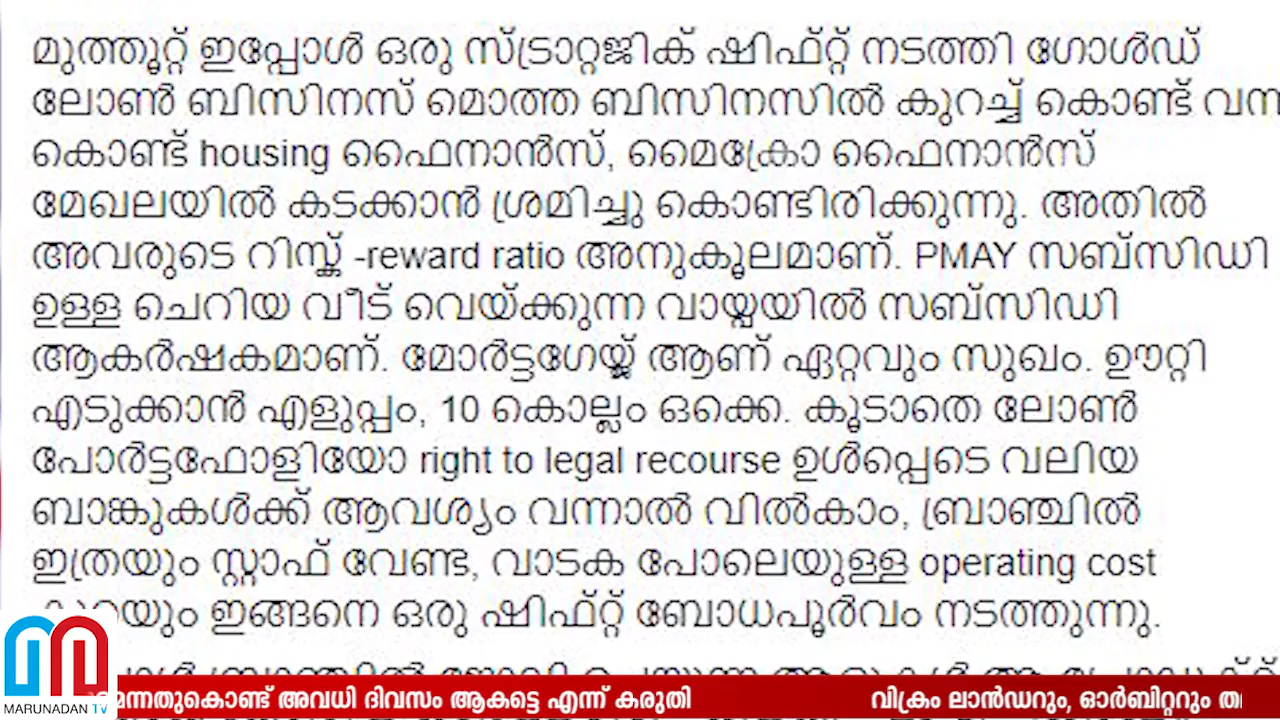 മുത്തൂറ്റ് ഇപ്പോൾ ഒരു സ്ട്രാറ്റജിക് ഷിഫ്റ്റ് നടത്തി ഗോൾഡ്
ലോൺ ബിസിനസ് മൊത്ത ബിസിനസിൽ കുറച്ച് കൊണ്ട്
കൊണ്ട് housing ഫൈനാൻസ്, മൈക്രോ ഫൈനാൻസ്
മേഖലയിൽ കടക്കാൻ ശ്രമിച്ചു കൊണ്ടിരിക്കുന്നു. അതിൽ
അവരുടെ റിസ്ക് -reward ratio അനുകൂലമാണ്. PMAY സബ്സിഡി
ഉള്ള ചെറിയ വീട് വെയ്ക്കുന്ന വായ്പയിൽ സബ്സിഡി
ആകർഷകമാണ്. മോർട്ടഗേയ്ജ് ആണ് ഏറ്റവും സുഖം. ഊറ്റി
എടുക്കാൻ എളുപ്പം, 10 കൊല്ലം ഒക്കെ. കൂടാതെ ലോൺ
പോർട്ടഫോളിയോ right to legal recourse ഉൾപ്പെടെ വലിയ
ബാങ്കുകൾക്ക് ആവശ്യം വന്നാൽ വിൽകാം, ബ്രാഞ്ചിൽ
ഇത്രയും സ്റ്റാഫ് വേണ്ട, വാടക പോലെയുള്ള operating cost
ഇങ്ങനെ ഒരു ഷിഫ്റ്റ് ബോധപൂർവം നടത്തുന്നു.
MARUNADAN TV
അവധി ദിവസം ആകട്ടെ എന്ന് കരുതി വിക്രം ലാൻഡറും, ഓർബിറ്ററും